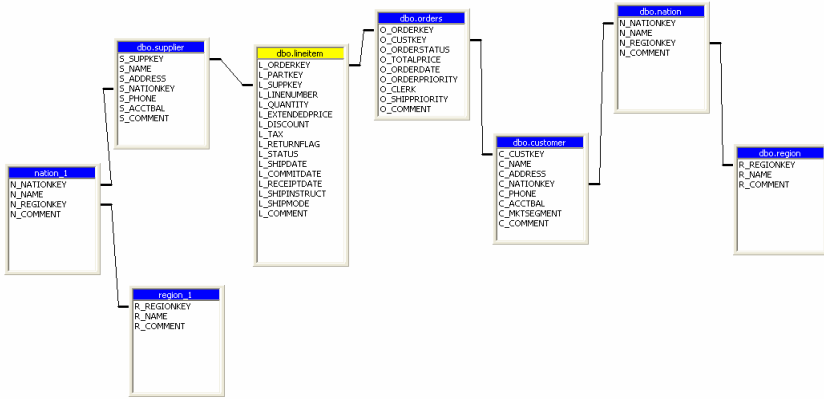 dbo.supplier
S_SUPPKEY
S_NAME
S_ADDRESS
S_NATIONKEY
S_PHONE
S_ACCTBAL
S_COMMENT
nation_1
N_NATIONKEY
N_NAME
N_REGIONKEY
N_COMMENT
region_1
R_REGIONKEY
R_NAME
R_COMMENT
dbo.lineitem
L_ORDERKEY
L_PARTKEY
L_SUPPKEY
L_LINENUMBER
L_QUANTITY
L_EXTENDEDPRICE
L_DISCOUNT
L_TAX
L_RETURNFLAG
L_STATUS
L_SHIPDATE
L_COMMITDATE
L_RECEIPTDATE
L_SHIPINSTRUCT
L_SHIPMODE
L_COMMENT
dbo.orders
O_ORDERKEY
O_CUSTKEY
O_ORDERSTATUS
O_TOTALPRICE
O_ORDERDATE
O_ORDERPRIORITY
O_CLERK
O_SHIPPRIORITY
O_COMMENT
dbo.customer
C_CUSTKEY
C_NAME
C_ADDRESS
C_NATIONKEY
C_PHONE
C_ACCTBAL
C_MKTSEGMENT
C_COMMENT
dbo.nation
N_NATIONKEY
N_NAME
N_REGIONKEY
N_COMMENT
dbo.region
R_REGIONKEY
R_NAME
R_COMMENT